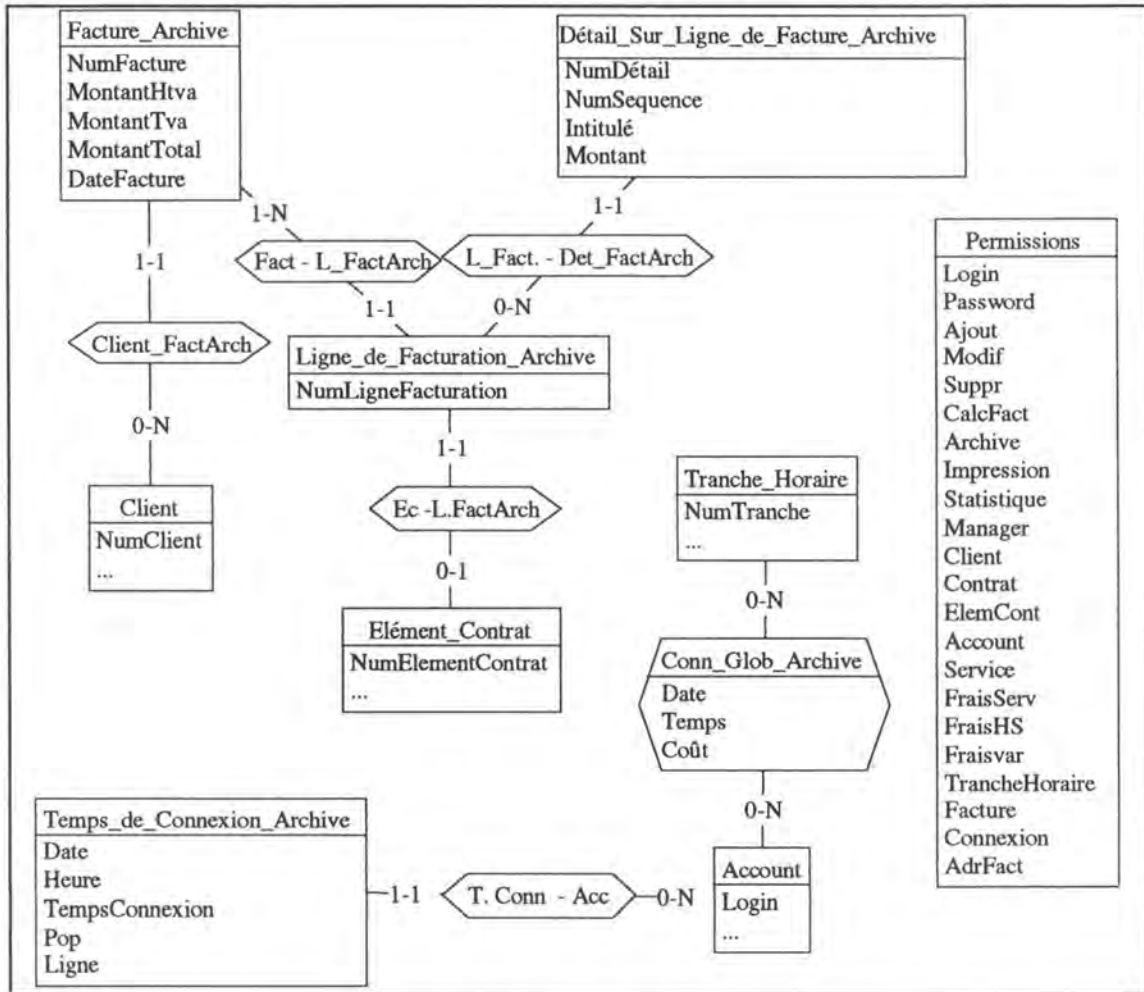 Facture_Archive
NumFacture
MontantHtva
MontantTva
MontantTotal
DateFacture
Détail_Sur_Ligne_de_Facture_Archive
NumDétail
NumSequence
Intitulé
Montant
1-N
1-1
1-1
Fact - L_FactArch
L_Fact. - Det_FactArch
1-1
0-N
Client_FactArch
0-N
Client
NumClient
...
Ligne_de_Facturation_Archive
NumLigneFacturation
1-1
Ec -L.FactArch
0-1
Elément_Contrat
NumElementContrat
...
Tranche_Horaire
NumTranche
...
0-N
Conn_Glob_Archive
Date
Temps
Coût
0-N
Account
Login
...
Temps_de_Connexion_Archive
Date
Heure
TempsConnexion
Pop
Ligne
1-1
T. Conn - Acc
0-N
Permissions
Login
Password
Ajout
Modif
Suppr
CalcFact
Archive
Impression
Statistique
Manager
Client
Contrat
ElemCont
Account
Service
FraisServ
FraisHS
Fraisvar
TrancheHoraire
Facture
Connexion
AdrFact